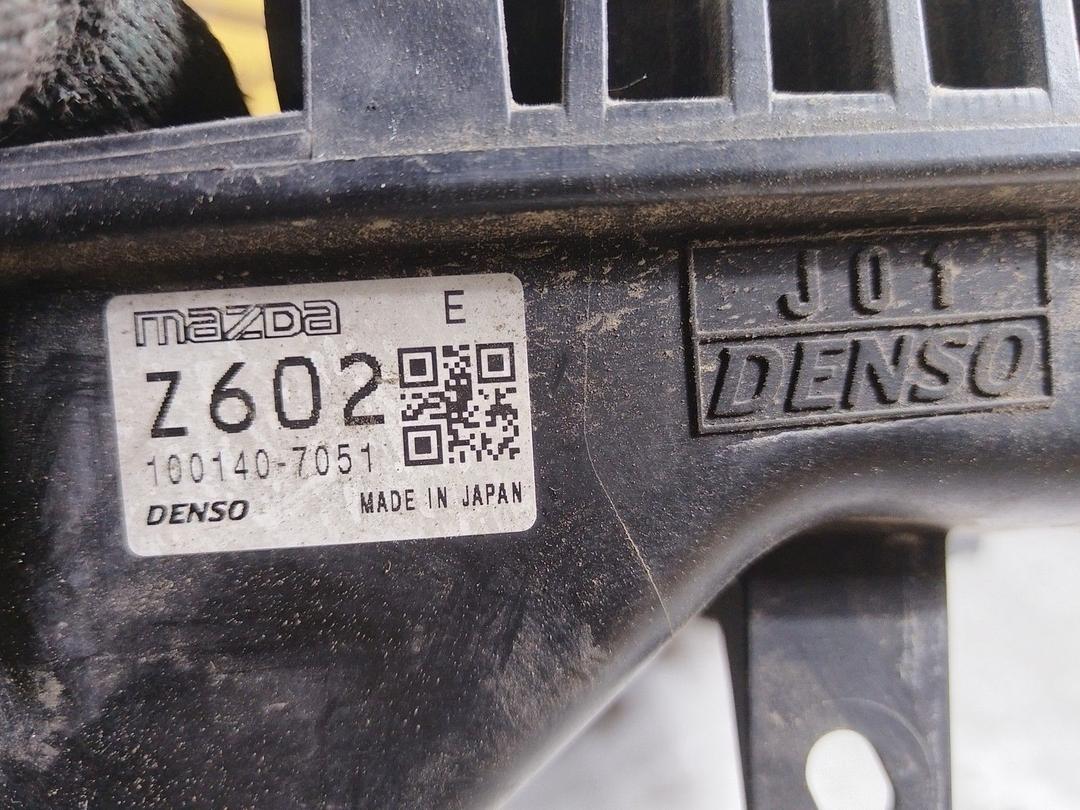 mazda E
Z602
100140-7051
DENSO MADE IN JAPAN
J01
DENSO